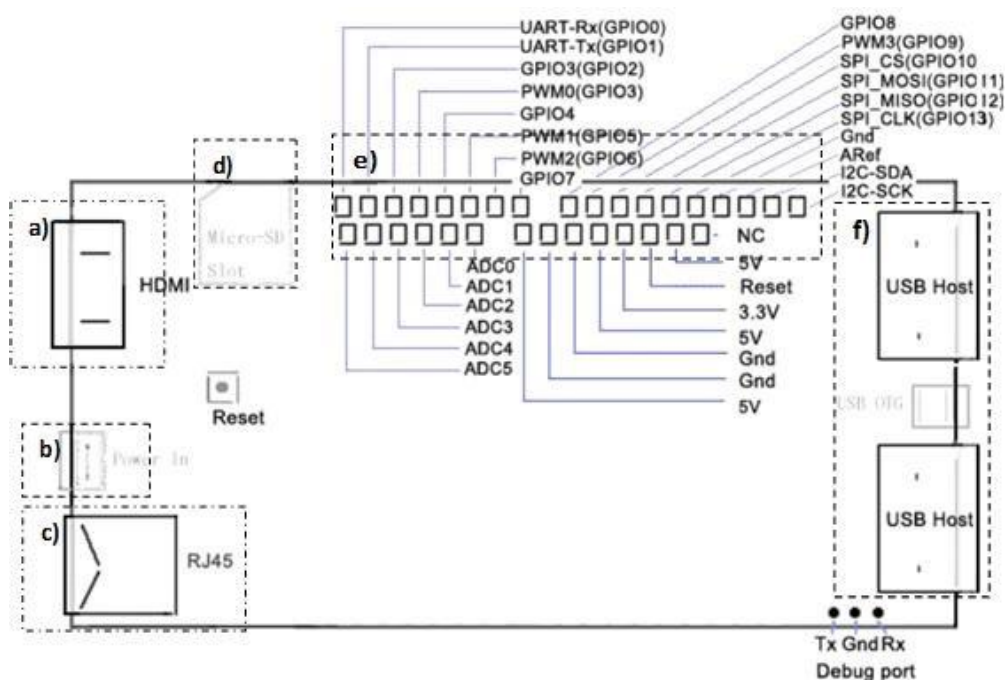 UART-Rx(GPIO0)
UART-Tx(GPIO1)
GPIO3(GPIO2)
PWM0(GPIO3)
GPIO4
PWM1(GPIO5)
PWM2(GPIO6)
GPIO7
GPIO8
PWM3(GPIO9)
SPI_CS(GPIO10
SPI_MOSI(GPIO11)
SPI_MISO(GPIO12)
SPI_CLK(GPIO13)
Gnd
ARef
I2C-SDA
I2C-SCK
d)
e)
a)
HDMI
Micro-SD
Slot
f)
USB Host
NC
5V
Reset
3.3V
5V
Gnd
Gnd
5V
ADC0
ADC1
ADC2
ADC3
ADC4
ADC5
Reset
USB OTG
b)
Power In
c)
RJ45
USB Host
Tx Gnd Rx
Debug port